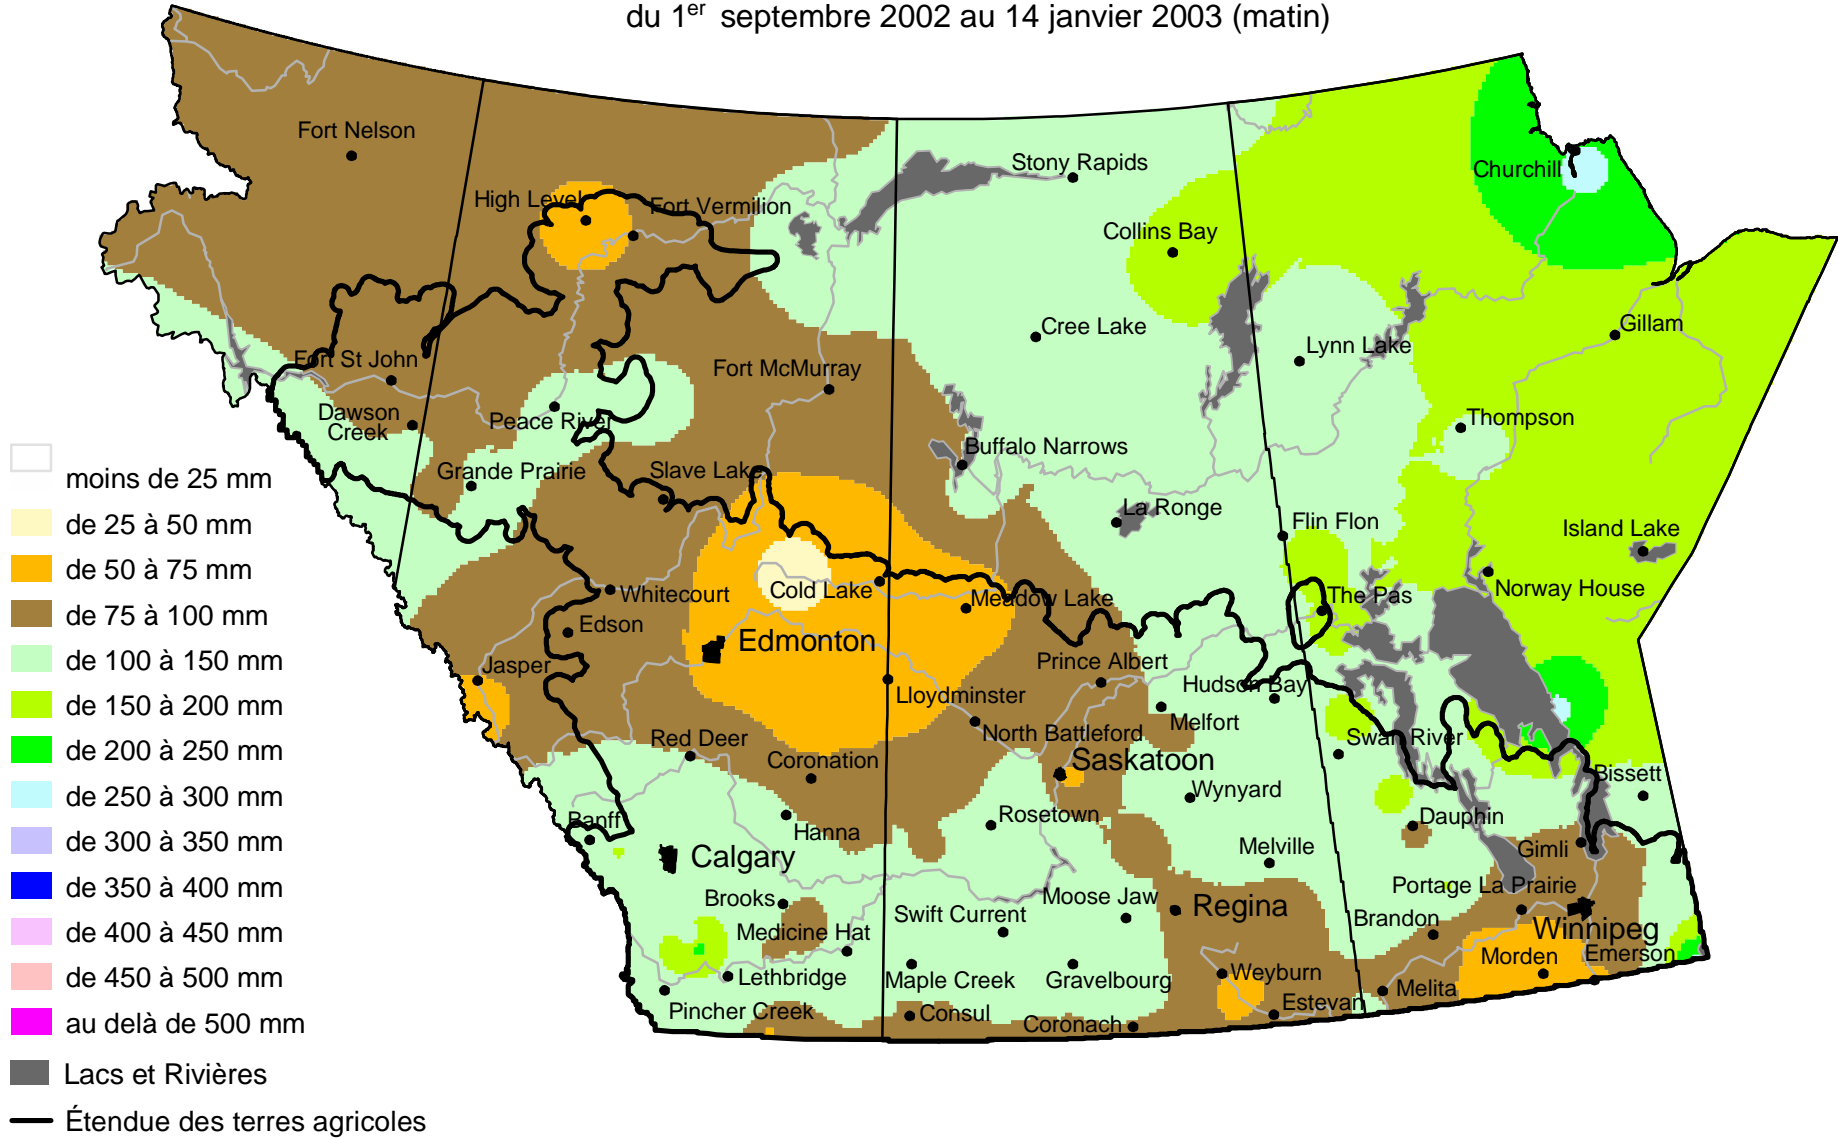 du 1er septembre 2002 au 14 janvier 2003 (matin)
Fort Nelson
High Level
Fort Vermilion
Stony Rapids
Churchill
Collins Bay
Cree Lake
Lynn Lake
Gillam
Fort St John
Fort McMurray
Dawson
Creek
Peace River
Thompson
Buffalo Narrows
Grande Prairie
Slave Lake
La Ronge
Flin Flon
Island Lake
Cold Lake
Whitecourt
Meadow Lake
The Pas
Norway House
Edson
Edmonton
Jasper
Prince Albert
Hudson Bay
Lloydminster
Melfort
North Battleford
Red Deer
Swan River
Coronation
Saskatoon
Bissett
Wynyard
Banff
Hanna
Rosetown
Dauphin
Calgary
Melville
Gimli
Brooks
Moose Jaw
Portage La Prairie
Regina
Swift Current
Brandon
Winnipeg
Medicine Hat
Morden
Emerson
Lethbridge
Maple Creek
Gravelbourg
Weyburn
Melita
Pincher Creek
Consul
Coronach
Estevan
moins de 25 mm
de 25 à 50 mm
de 50 à 75 mm
de 75 à 100 mm
de 100 à 150 mm
de 150 à 200 mm
de 200 à 250 mm
de 250 à 300 mm
de 300 à 350 mm
de 350 à 400 mm
de 400 à 450 mm
de 450 à 500 mm
au delà de 500 mm
Lacs et Rivières
Étendue des terres agricoles